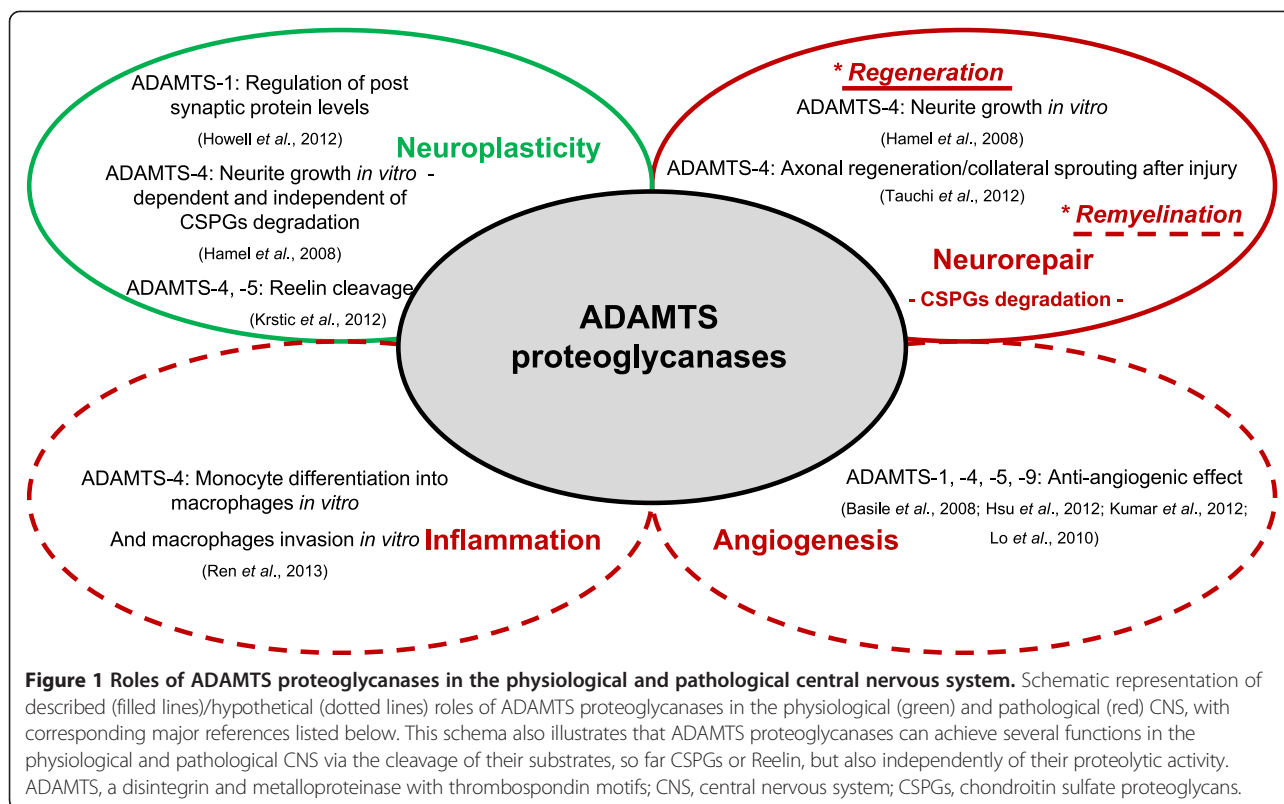 ADAMTS-1: Regulation of post
synaptic protein levels
(Howell et al., 2012)
Neuroplasticity
ADAMTS-4: Neurite growth in vitro -
dependent and independent of
CSPGs degradation
(Hamel et al., 2008)
ADAMTS-4, -5: Reelin cleavage
(Krstic et al., 2012)
* Regeneration
ADAMTS-4: Neurite growth in vitro
(Hamel et al., 2008)
ADAMTS-4: Axonal regeneration/collateral sprouting after injury
(Tauchi et al., 2012)
* Remyelination
Neurorepair
- CSPGs degradation -
ADAMTS
proteoglycanases
ADAMTS-4: Monocyte differentiation into
macrophages in vitro
And macrophages invasion in vitro
Inflammation
(Ren et al., 2013)
ADAMTS-1, -4, -5, -9: Anti-angiogenic effect
(Basile et al., 2008; Hsu et al., 2012; Kumar et al., 2012;
Angiogenesis
Lo et al., 2010)
Figure 1 Roles of ADAMTS proteoglycanases in the physiological and pathological central nervous system. Schematic representation of
described (filled lines)/hypothetical (dotted lines) roles of ADAMTS proteoglycanases in the physiological (green) and pathological (red) CNS, with
corresponding major references listed below. This schema also illustrates that ADAMTS proteoglycanases can achieve several functions in the
physiological and pathological CNS via the cleavage of their substrates, so far CSPGs or Reelin, but also independently of their proteolytic activity.
ADAMTS, a disintegrin and metalloproteinase with thrombospondin motifs; CNS, central nervous system; CSPGs, chondroitin sulfate proteoglycans.